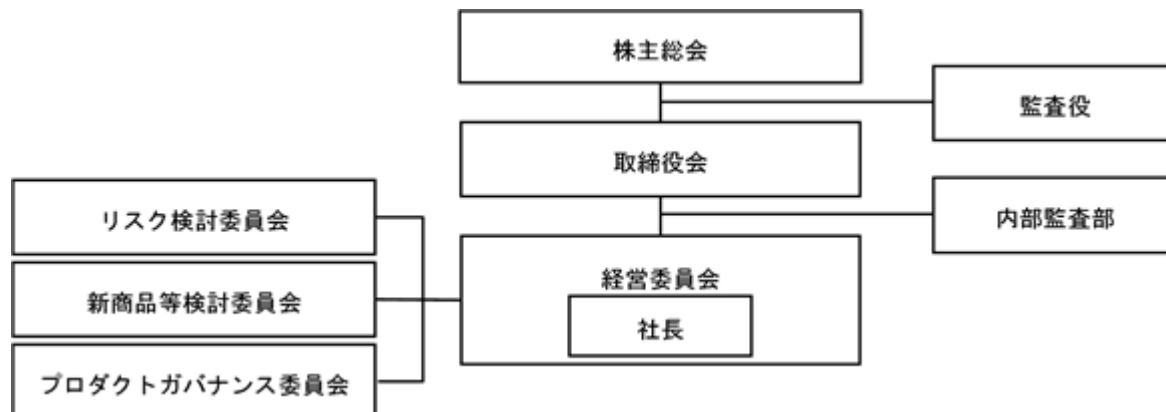 株主総会
監査役
取締役会
内部監査部
リスク検討委員会
経営委員会
新商品等検討委員会
社長
プロダクトガバナンス委員会